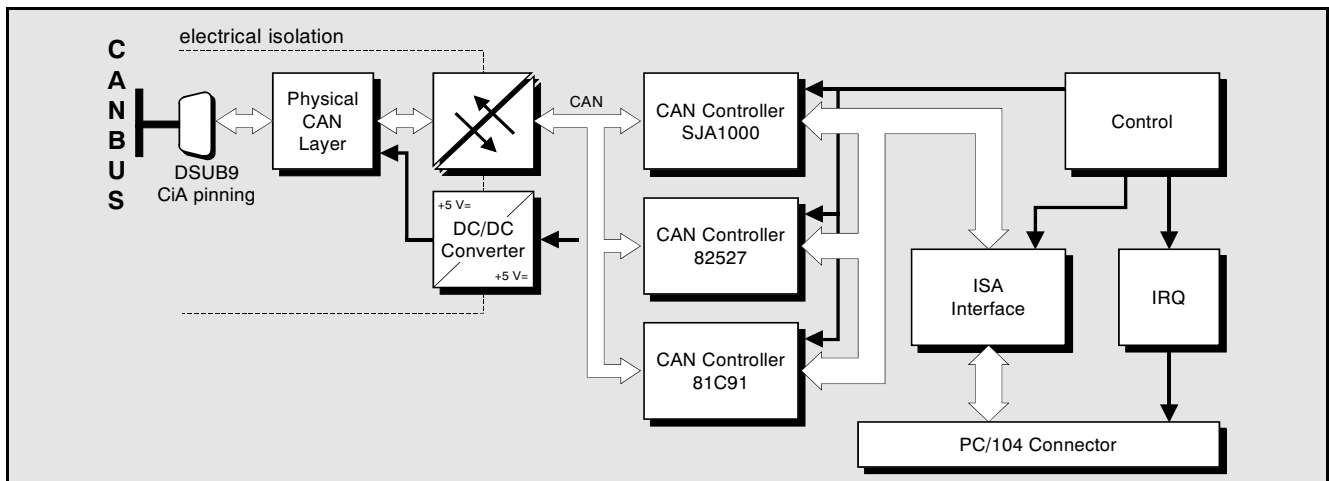 CANBUS
electrical isolation
DSUB9
CiA pinning
Physical
CAN
Layer
+5 V=
DC/DC
Converter
+5 V=
CAN
CAN Controller
SJA1000
CAN Controller
82527
CAN Controller
81C91
Control
ISA
Interface
IRQ
PC/104 Connector